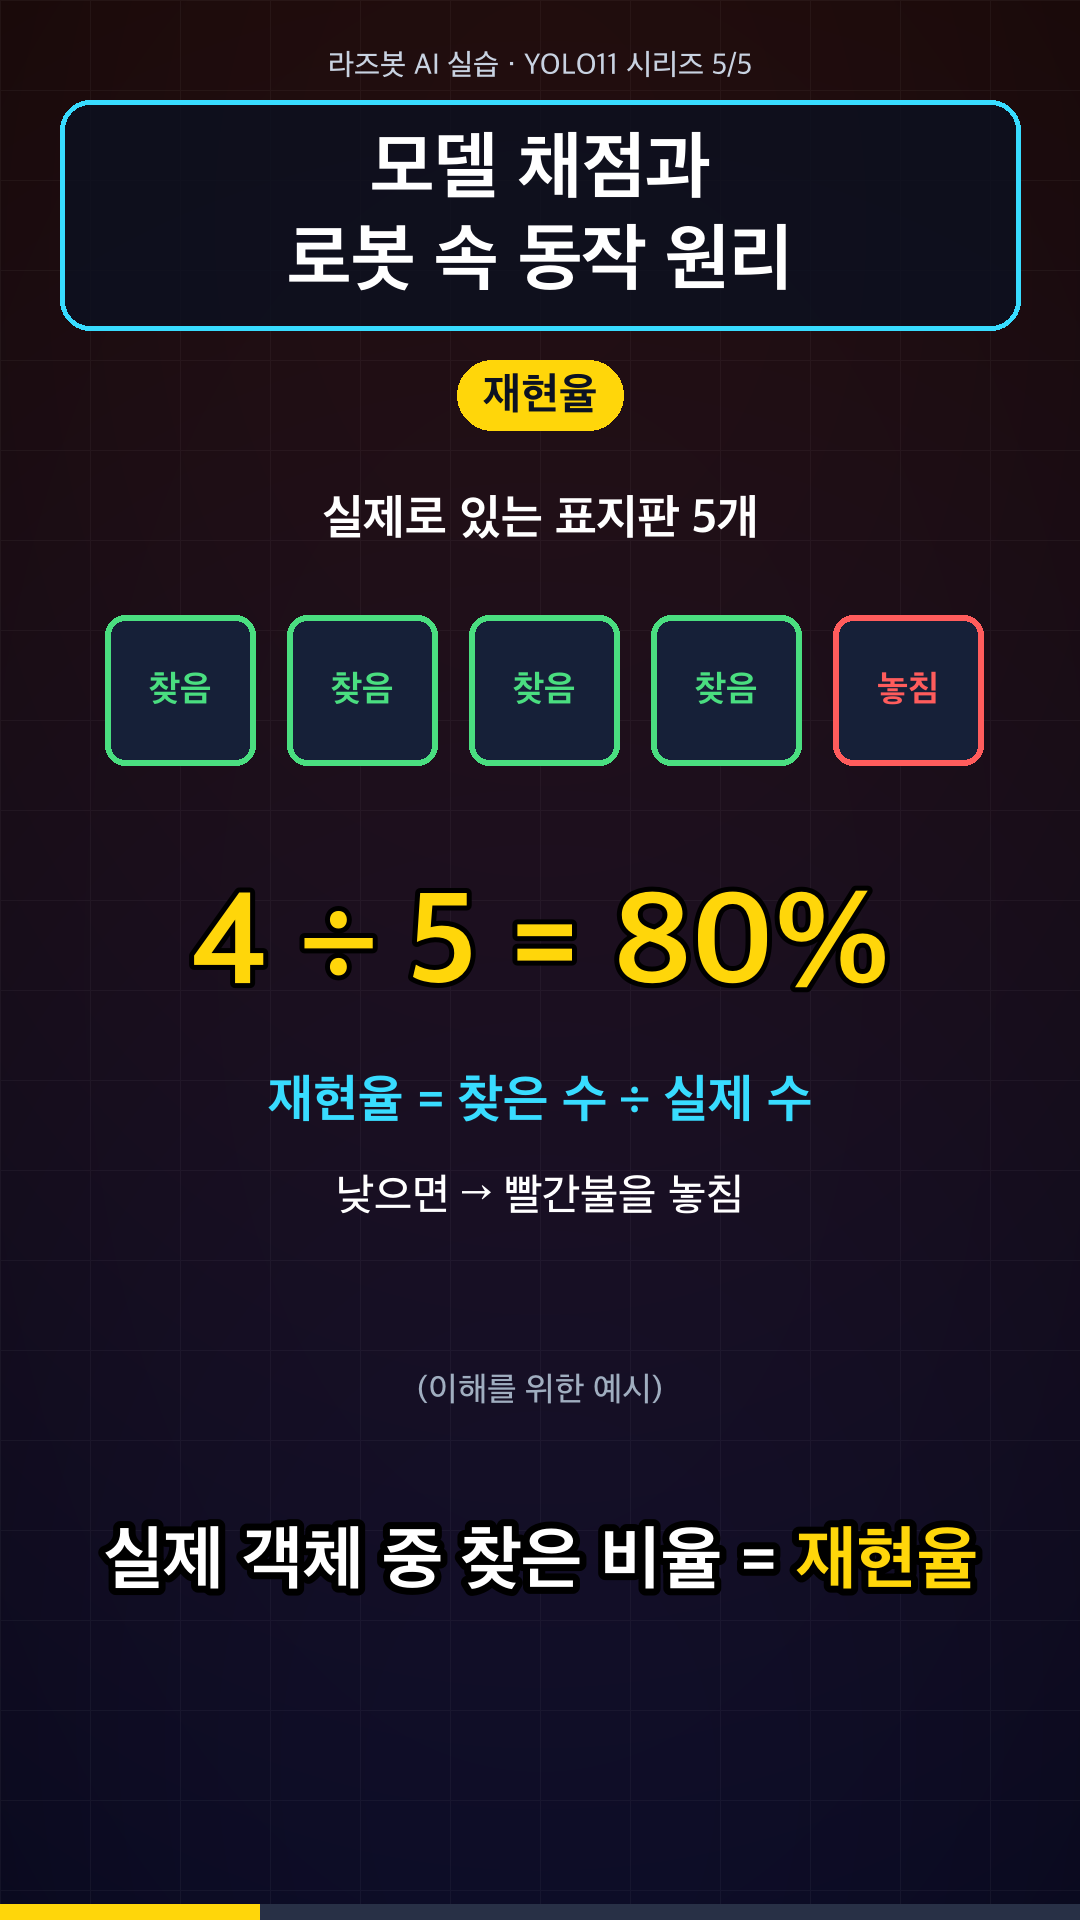 라즈봇 AI 실습 · YOLO11 시리즈 5/5
모델 채점과
로봇 속 동작 원리
재현율
실제로 있는 표지판 5개
찾음 찾음 찾음 찾음 놓침
4 ÷ 5 = 80%
재현율 = 찾은 수 ÷ 실제 수
낮으면 → 빨간불을 놓침
(이해를 위한 예시)
실제 객체 중 찾은 비율 = 재현율